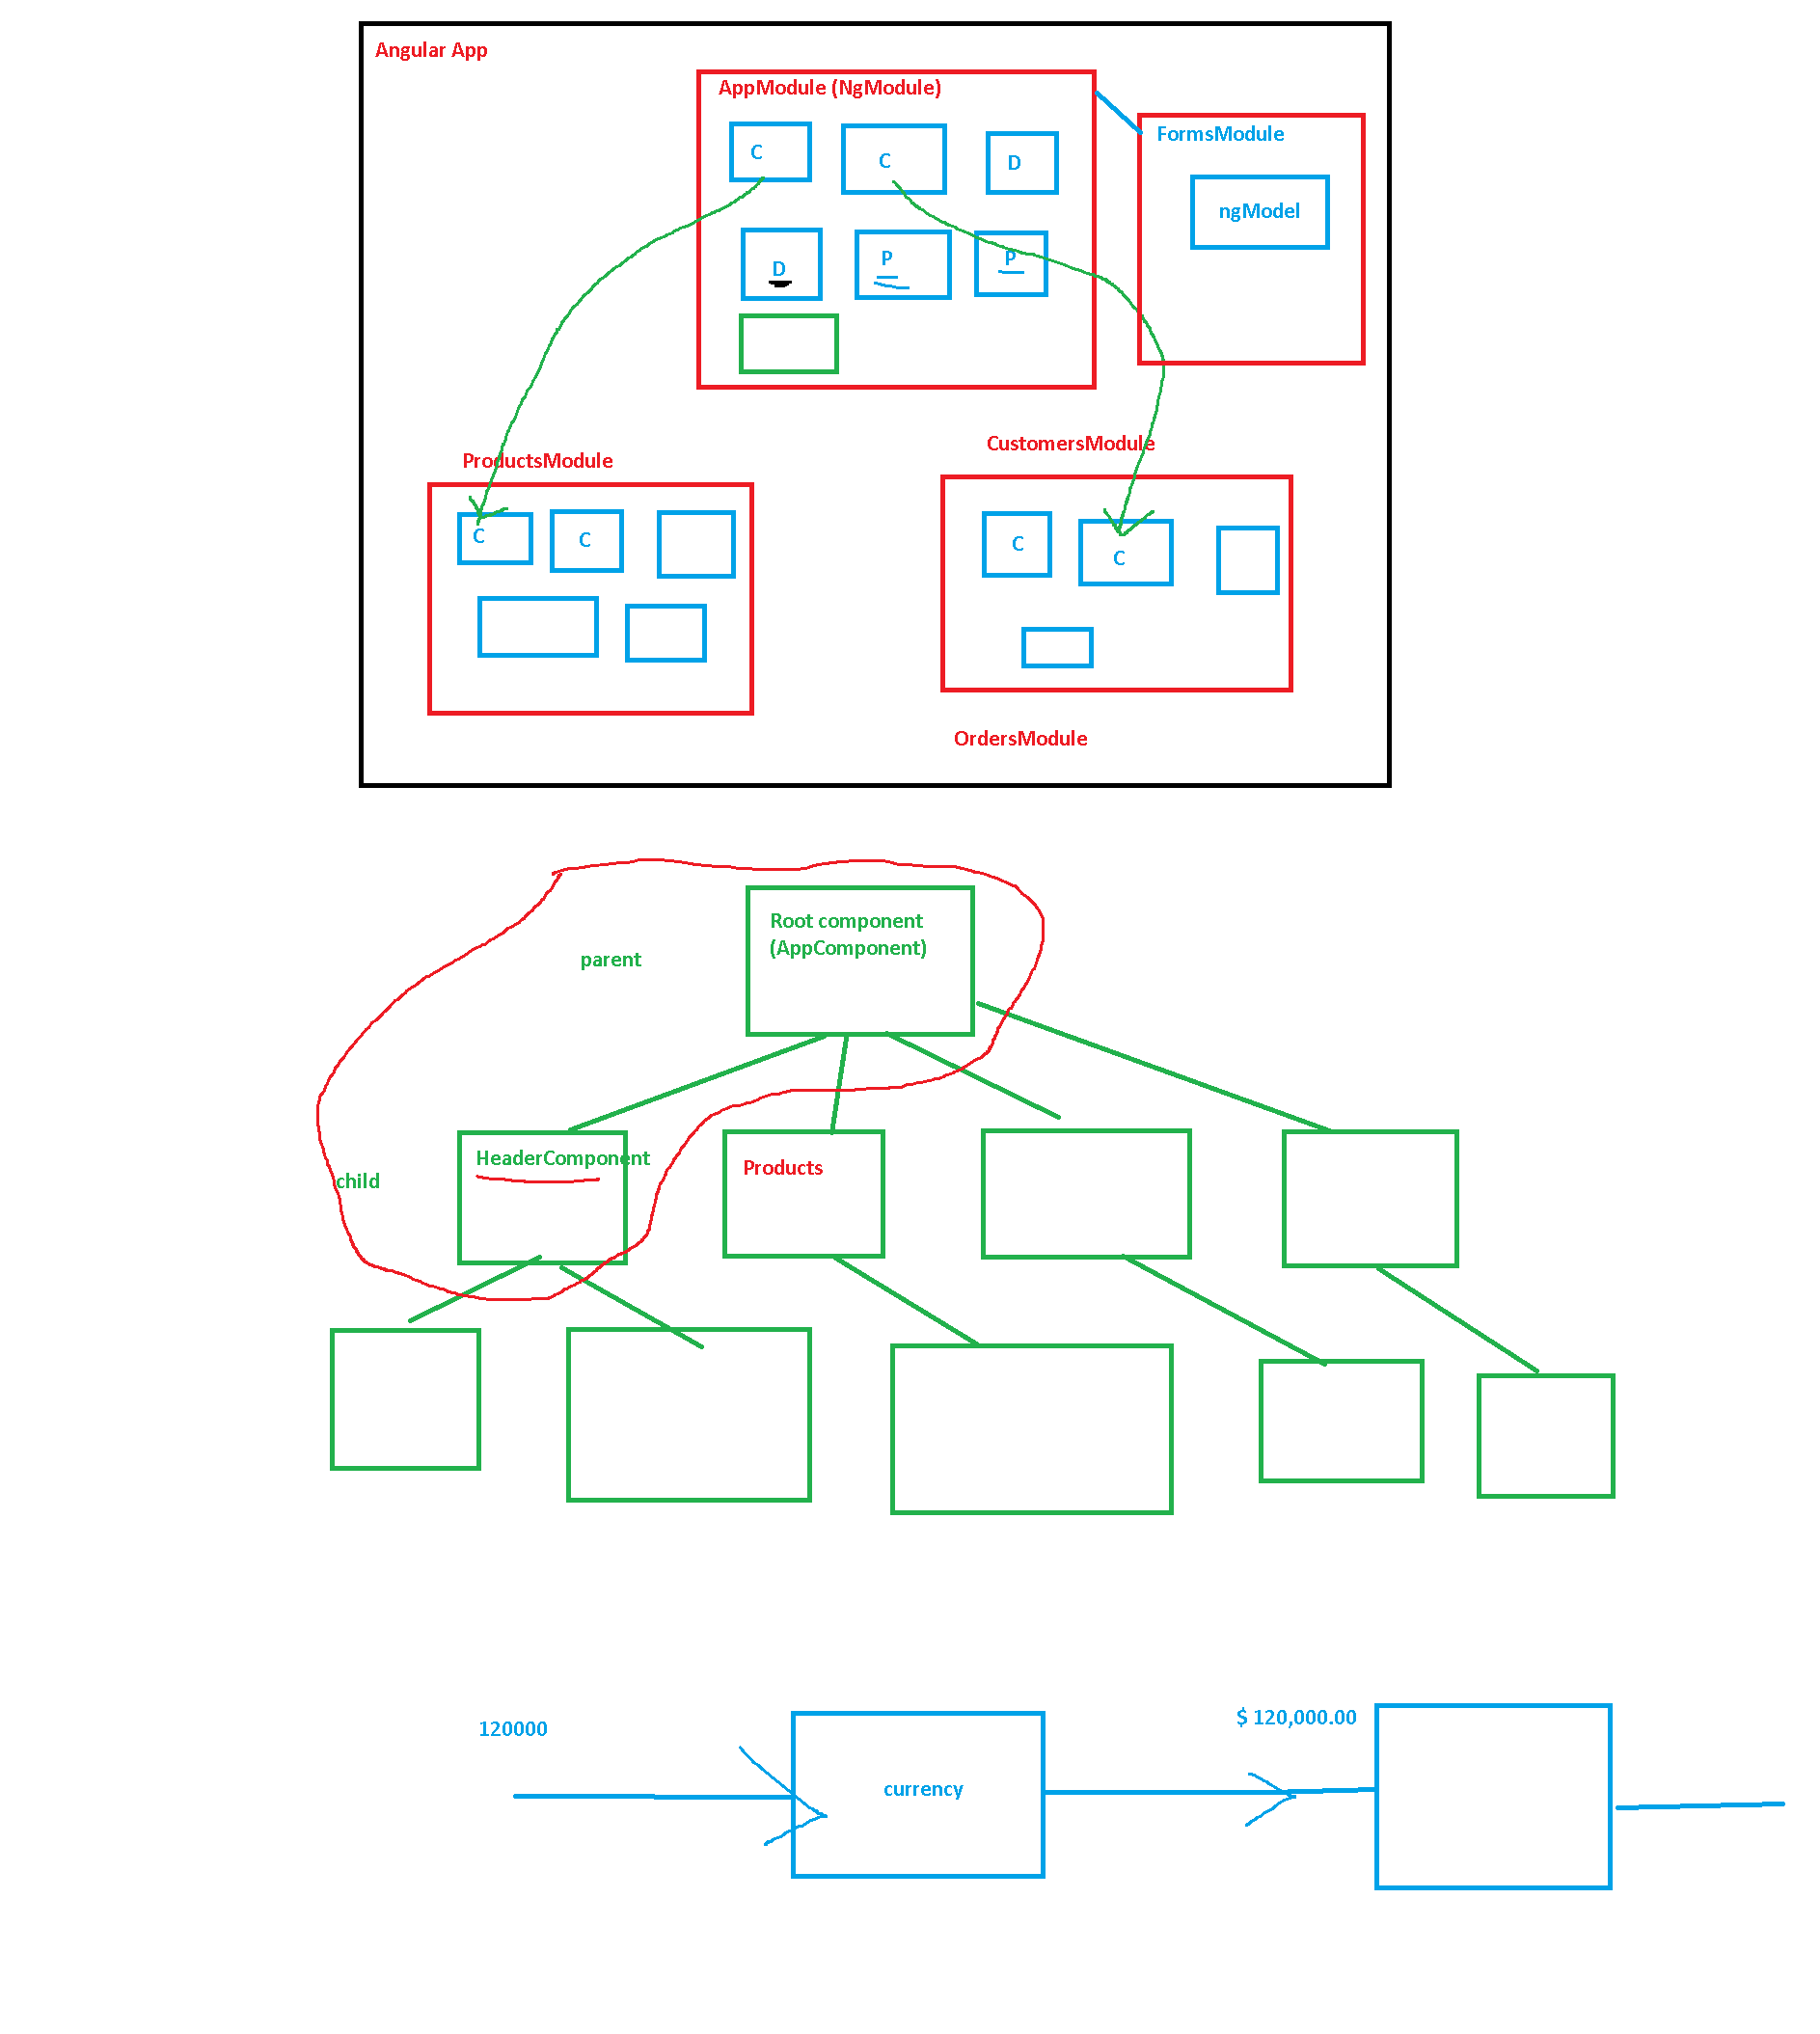 Angular App
AppModule (NgModule)
C
C
D
D
P
P
FormsModule
ngModel
ProductsModule
C
C
CustomersModule
C
C
OrdersModule
Root component
(AppComponent)
parent
HeaderComponent
child
Products
120000
currency
$ 120,000.00